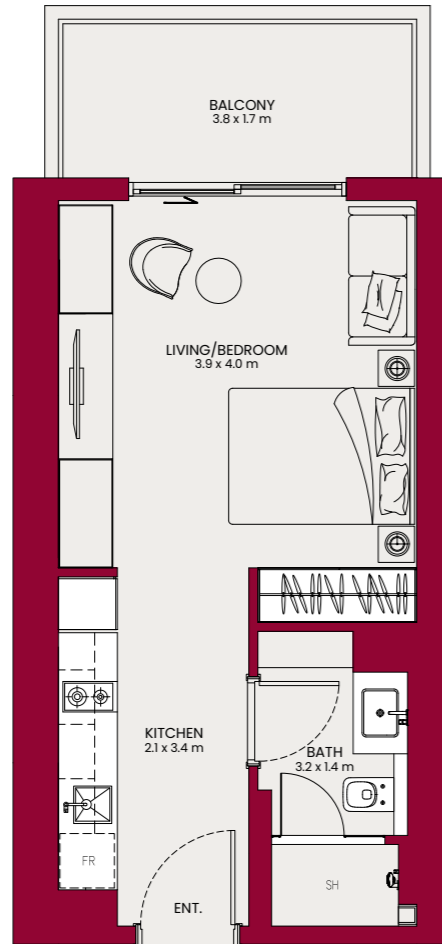 BALCONY
3.8 x 1.7 m
LIVING/BEDROOM
3.9 x 4.0 m
KITCHEN
2.1 x 3.4 m
BATH
3.2 x 1.4 m
FR
SH
ENT.